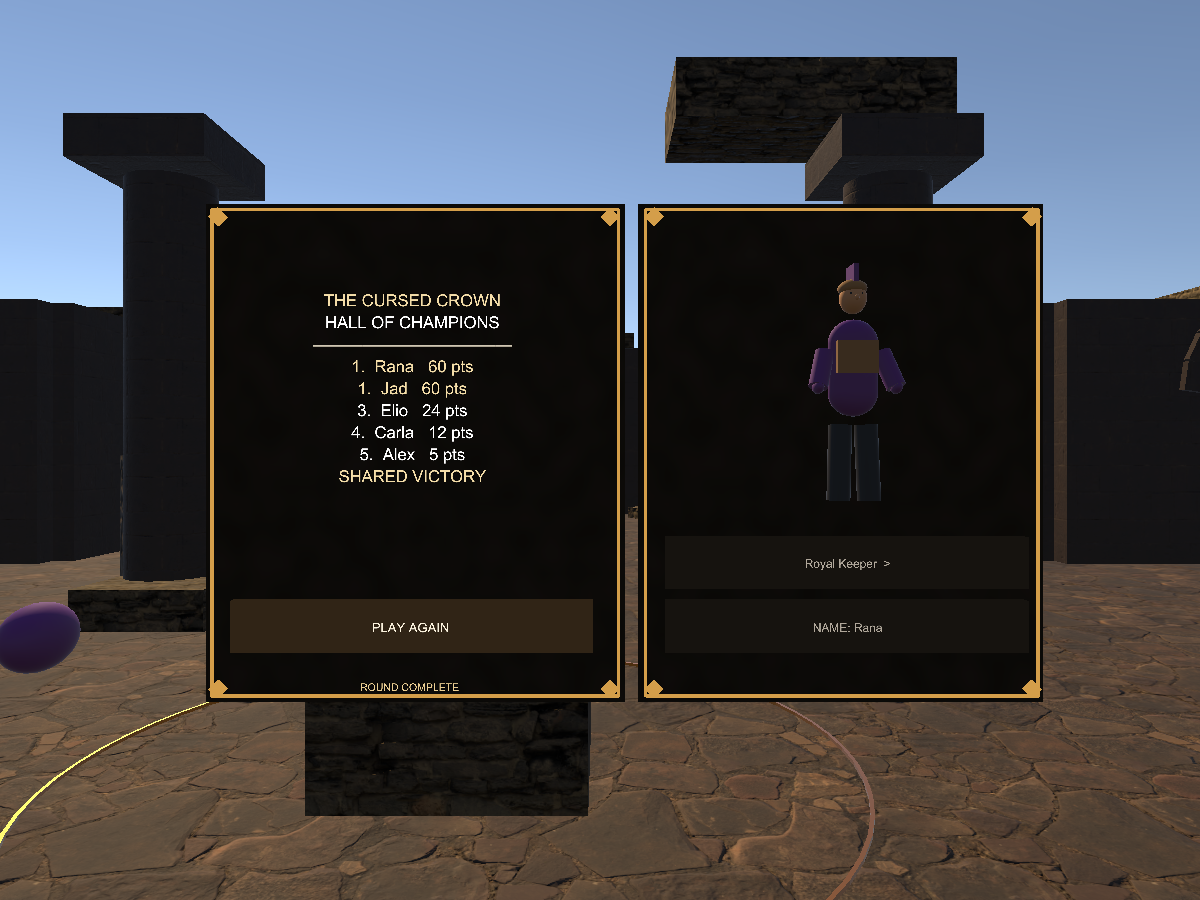 THE CURSED CROWN
HALL OF CHAMPIONS
1. Rana 60 pts
1. Jad 60 pts
3. Elio 24 pts
4. Carla 12 pts
5. Alex 5 pts
SHARED VICTORY
PLAY AGAIN
ROUND COMPLETE
Royal Keeper >
NAME: Rana